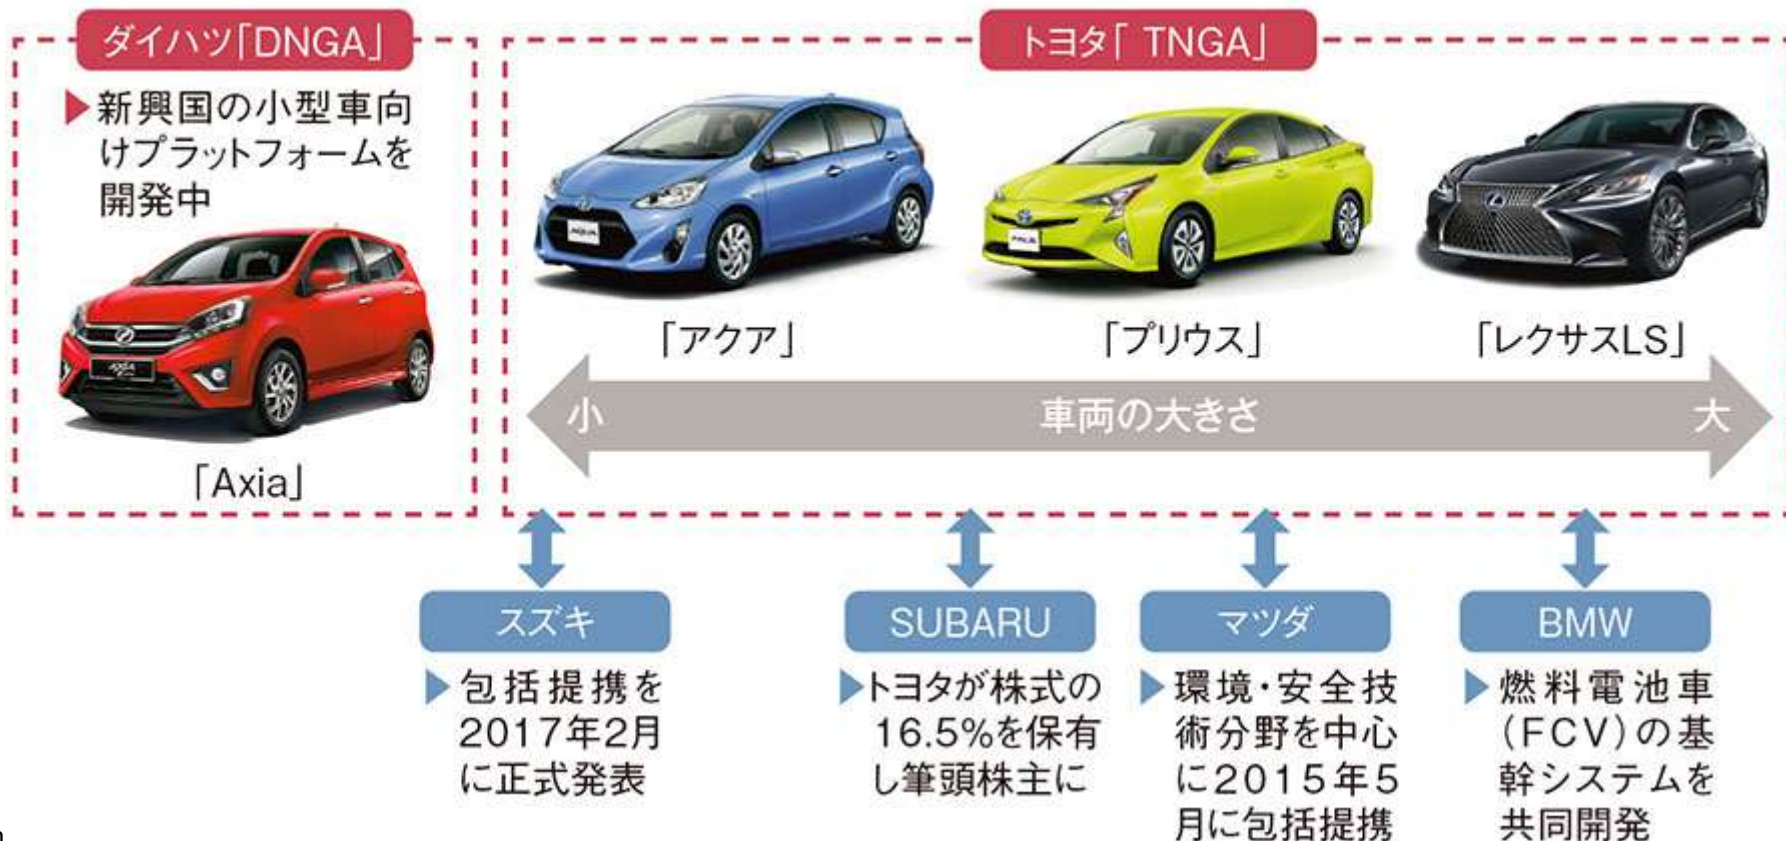 ダイハツ「DNGA」
▶新興国の小型車向
けプラットフォームを
開発中
AXIA
「Axia」
トヨタ「TNGA」
AQUA
「アクア」
「プリウス」
「レクサスLS」
小
車両の大きさ
大
スズキ
▶包括提携を
2017年2月
に正式発表
SUBARU
▶トヨタが株式の
16.5%を保有
し筆頭株主に
マツダ
▶環境・安全技
術分野を中心
に2015年5
月に包括提携
BMW
▶燃料電池車
(FCV)の基
幹システムを
共同開発